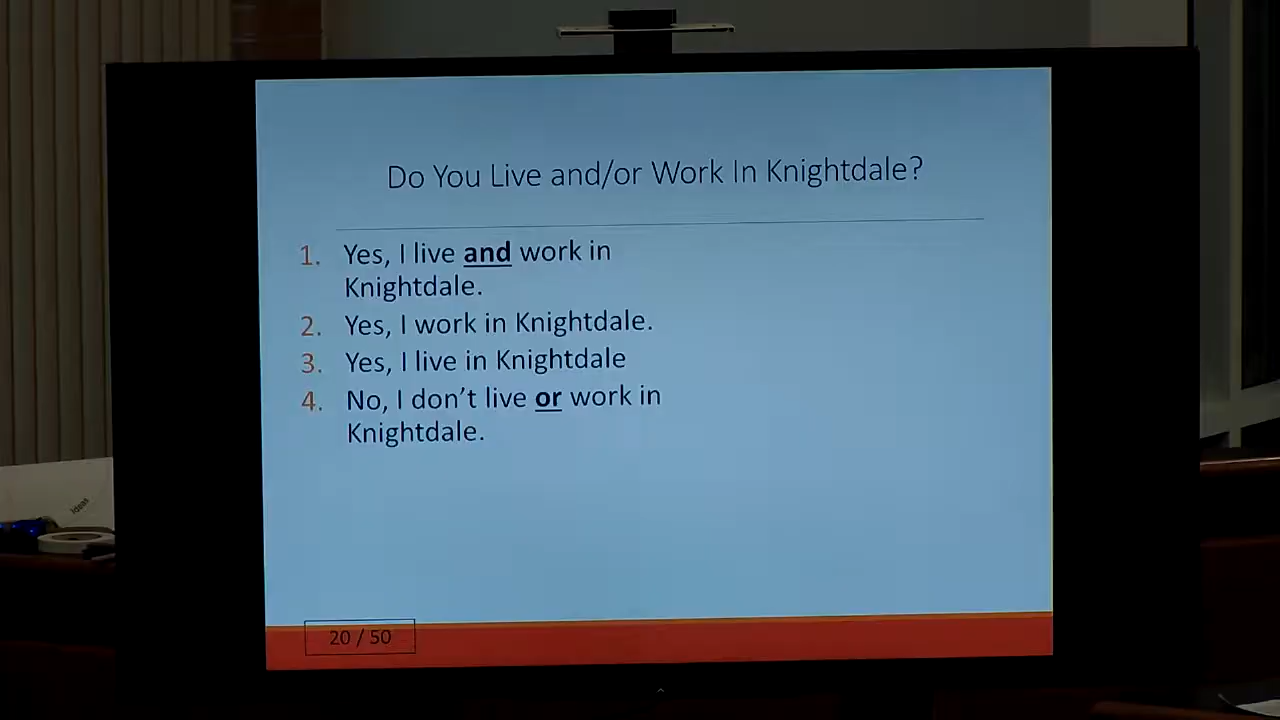 Do You Live and/or Work In Knightdale?
1. Yes, I live and work in
Knightdale.
2. Yes, I work in Knightdale.
3. Yes, I live in Knightdale
4. No, I don't live or work in
Knightdale.
20 / 50
Ideas